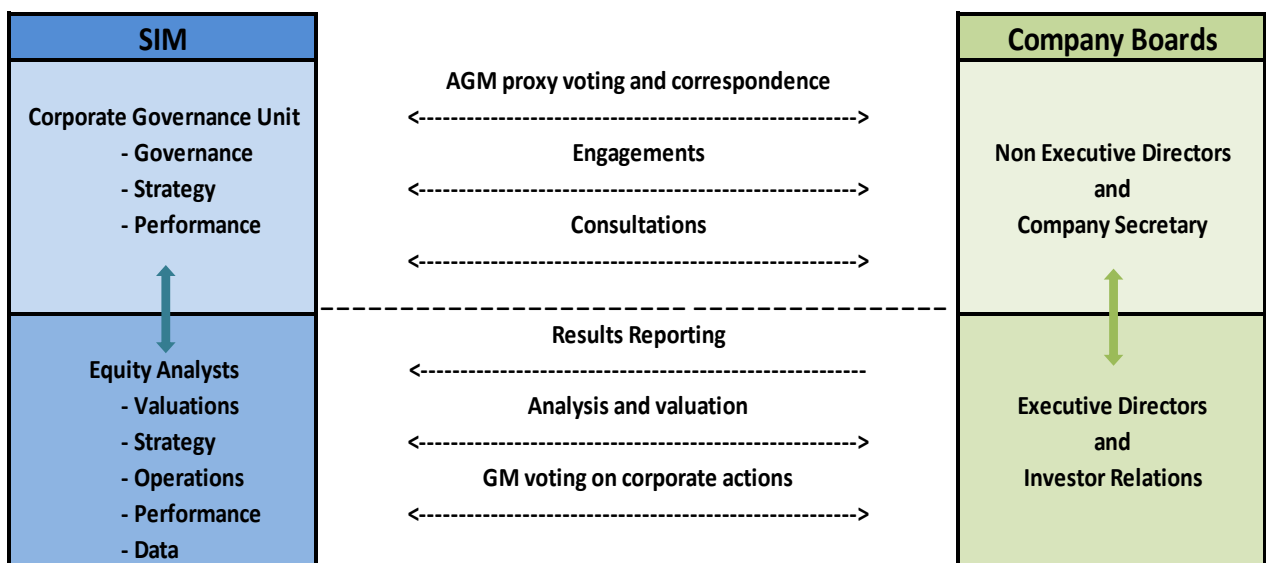 SIM
Corporate Governance Unit
- Governance
- Strategy
- Performance
Equity Analysts
- Valuations
- Strategy
- Operations
- Performance
- Data
AGM proxy voting and correspondence
<------------------------------------------------------->
Engagements
<------------------------------------------------------->
Consultations
<------------------------------------------------------->
Results Reporting
<-------------------------------------------------------
Analysis and valuation
<------------------------------------------------------->
GM voting on corporate actions
<------------------------------------------------------->
Company Boards
Non Executive Directors
and
Company Secretary
Executive Directors
and
Investor Relations